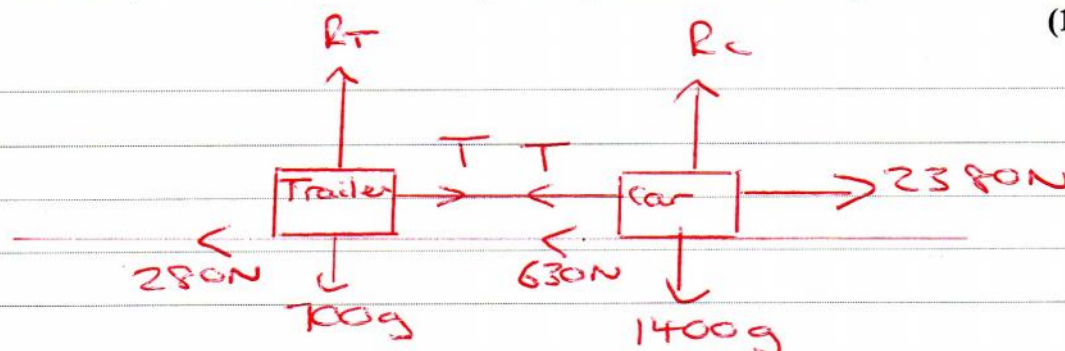 (1
RT
Rc
T T
Trailer
Car
2380N
280N
630N
700g
1400g